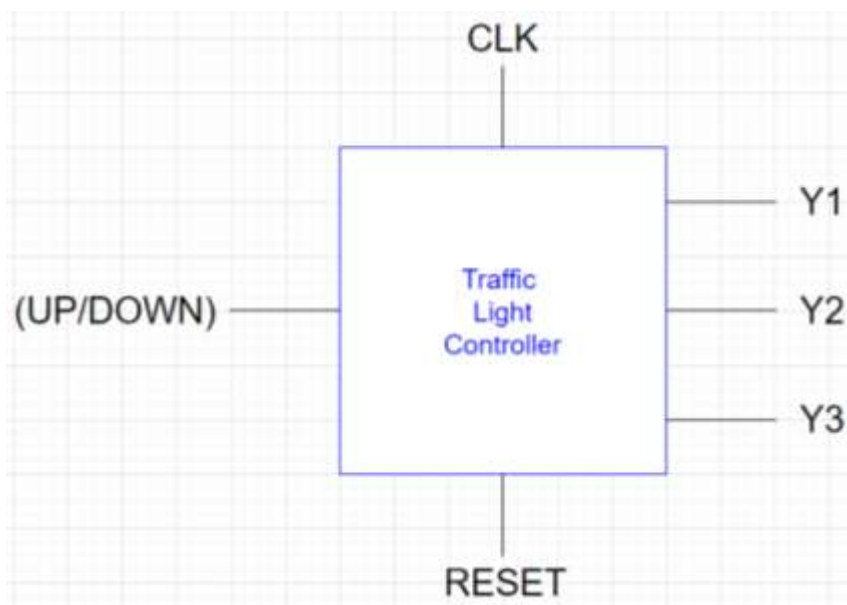 CLK
Y1
Traffic
Light
Controller
(UP/DOWN)
Y2
Y3
RESET